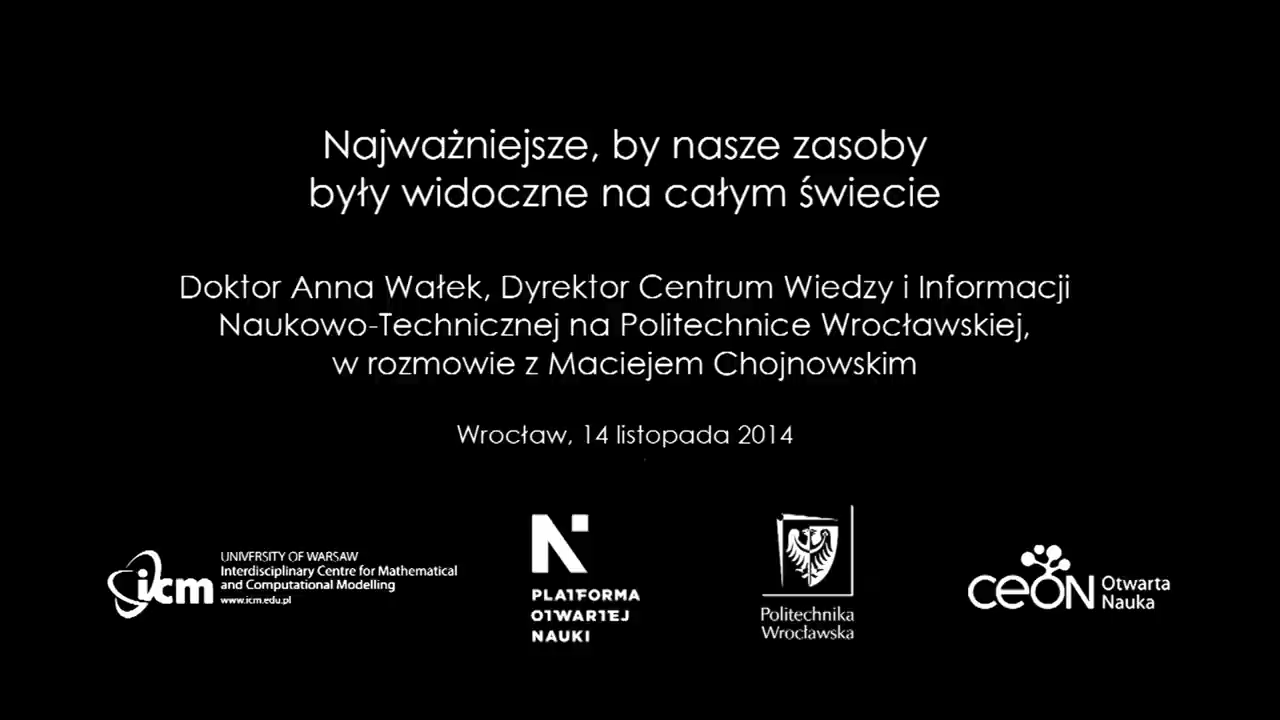 Najważniejsze, by nasze zasoby
były widoczne na całym świecie
Doktor Anna Wałek, Dyrektor Centrum Wiedzy i Informacji
Naukowo-Technicznej na Politechnice Wrocławskiej,
w rozmowie z Maciejem Chojnowskim
Wrocław, 14 listopada 2014
icm
UNIVERSITY OF WARSAW
Interdisciplinary Centre for Mathematical
and Computational Modelling
www.icm.edu.pl
N
PLATFORMA
OTWARTEJ
NAUKI
Politechnika
Wrocławska
CEON
Otwarta
Nauka